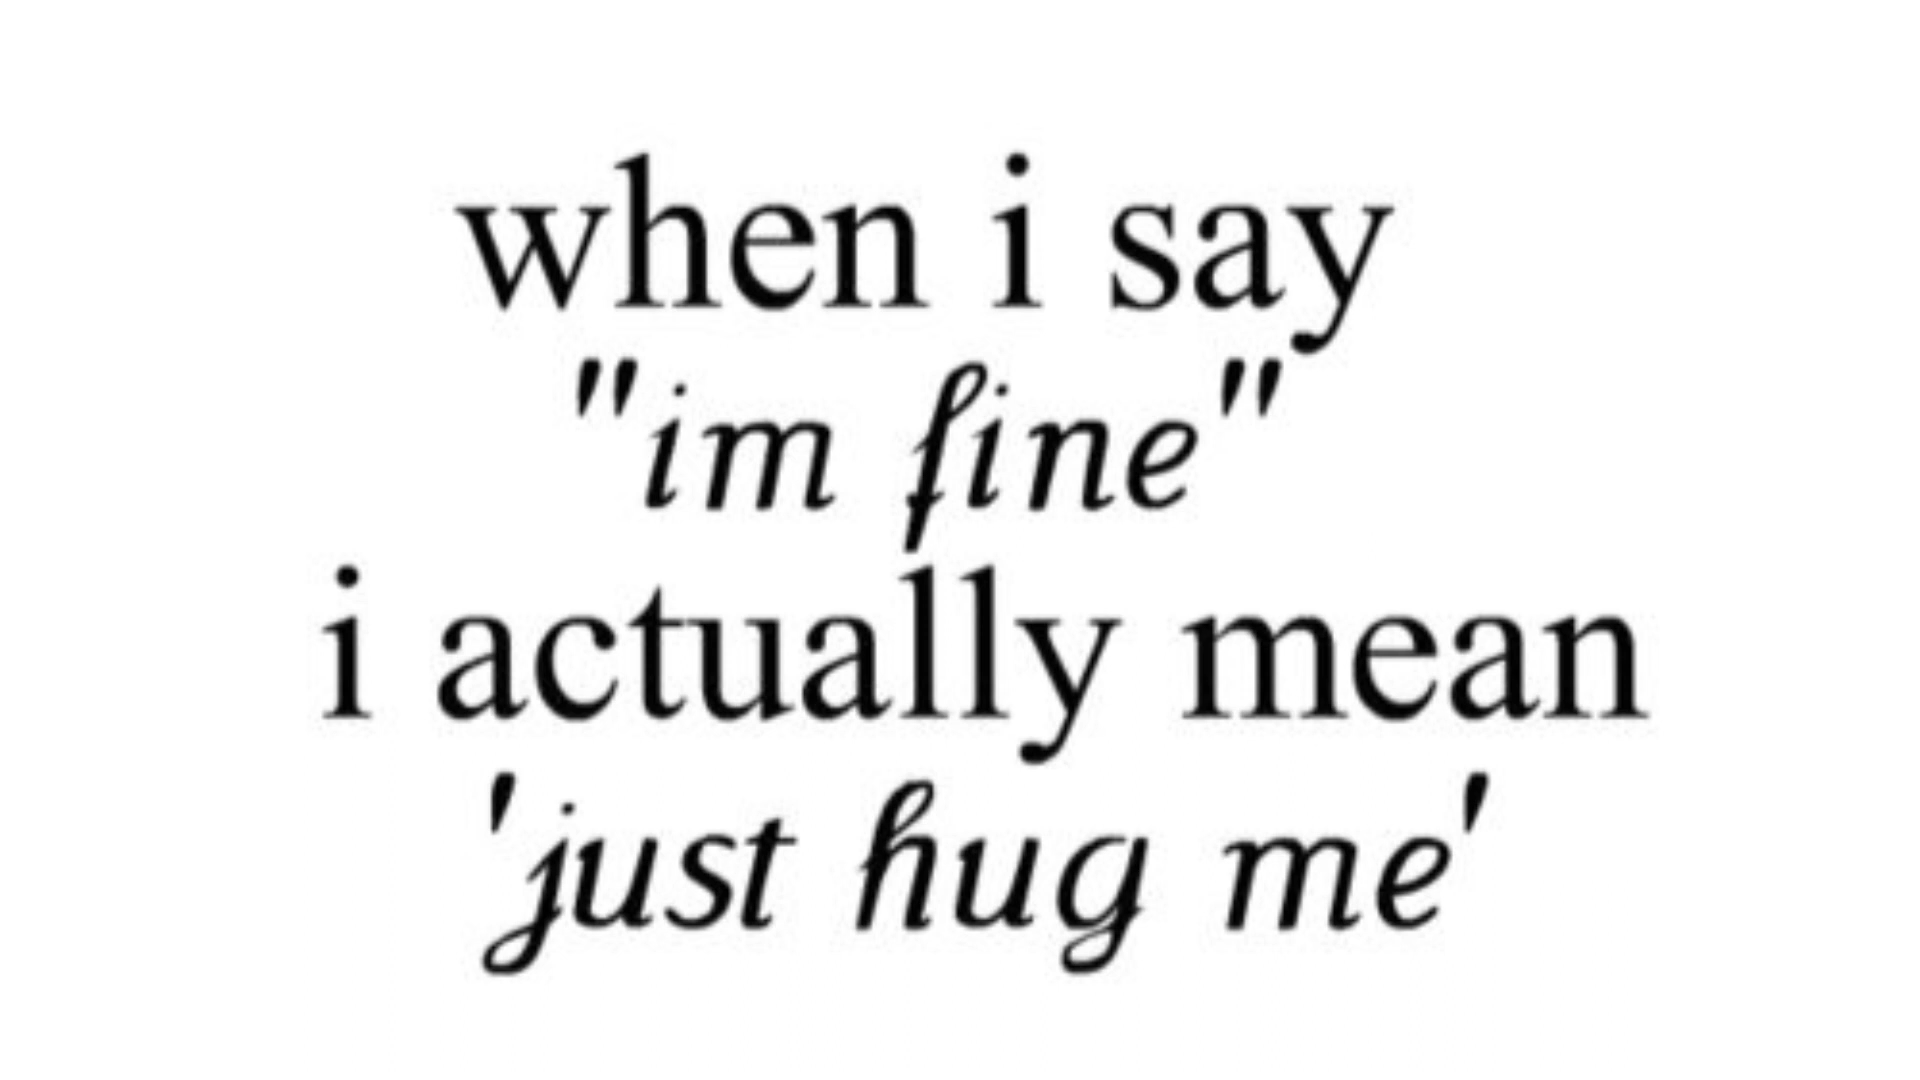 when i say
"im fine"
i actually mean
'just hug me'